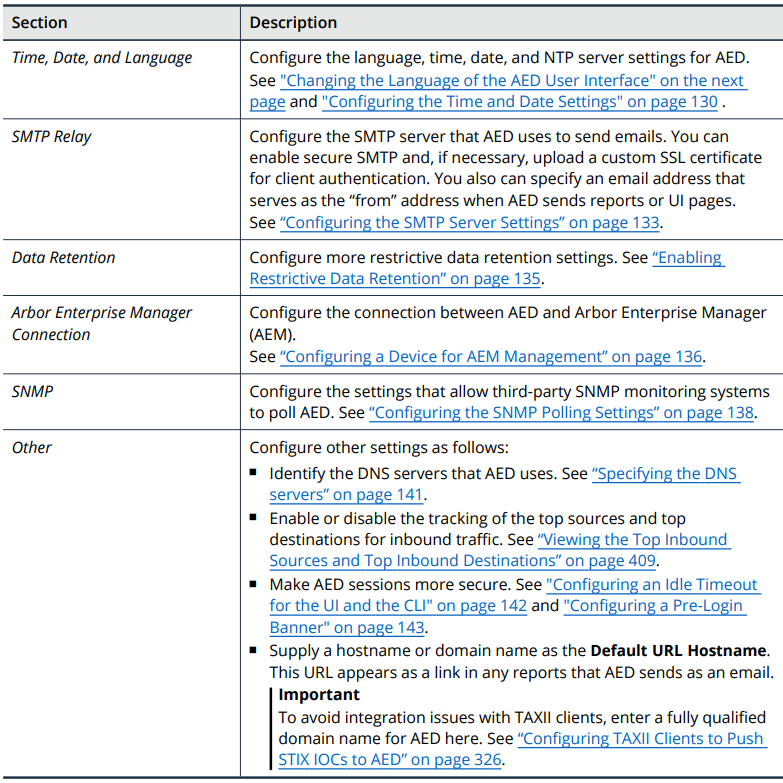 Section Description
Time, Date, and Language
Configure the language, time, date, and NTP server settings for AED.
See "Changing the Language of the AED User Interface" on the next
page and "Configuring the Time and Date Settings" on page 130 .
SMTP Relay
Configure the SMTP server that AED uses to send emails. You can
enable secure SMTP and, if necessary, upload a custom SSL certificate
for client authentication. You also can specify an email address that
serves as the “from” address when AED sends reports or UI pages.
See “Configuring the SMTP Server Settings” on page 133.
Data Retention
Configure more restrictive data retention settings. See “Enabling
Restrictive Data Retention” on page 135.
Arbor Enterprise Manager
Connection
Configure the connection between AED and Arbor Enterprise Manager
(AEM).
See “Configuring a Device for AEM Management” on page 136.
SNMP
Configure the settings that allow third-party SNMP monitoring systems
to poll AED. See “Configuring the SNMP Polling Settings” on page 138.
Other
Configure other settings as follows:
■ Identify the DNS servers that AED uses. See “Specifying the DNS
servers” on page 141.
■ Enable or disable the tracking of the top sources and top
destinations for inbound traffic. See “Viewing the Top Inbound
Sources and Top Inbound Destinations” on page 409.
■ Make AED sessions more secure. See "Configuring an Idle Timeout
for the UI and the CLI" on page 142 and "Configuring a Pre-Login
Banner" on page 143.
■ Supply a hostname or domain name as the Default URL Hostname.
This URL appears as a link in any reports that AED sends as an email.
Important
To avoid integration issues with TAXII clients, enter a fully qualified
domain name for AED here. See “Configuring TAXII Clients to Push
STIX IOCs to AED” on page 326.